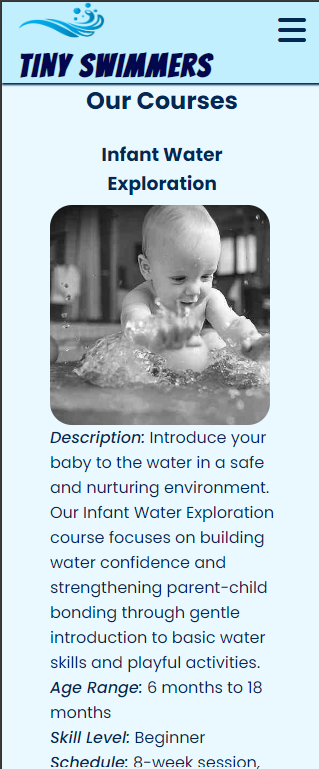 TINY SWIMMERS
Our Courses
Infant Water
Exploration
Description: Introduce your
baby to the water in a safe
and nurturing environment.
Our Infant Water Exploration
course focuses on building
water confidence and
strengthening parent-child
bonding through gentle
introduction to basic water
skills and playful activities.
Age Range: 6 months to 18
months
Skill Level: Beginner
Schedule: 8-week session,